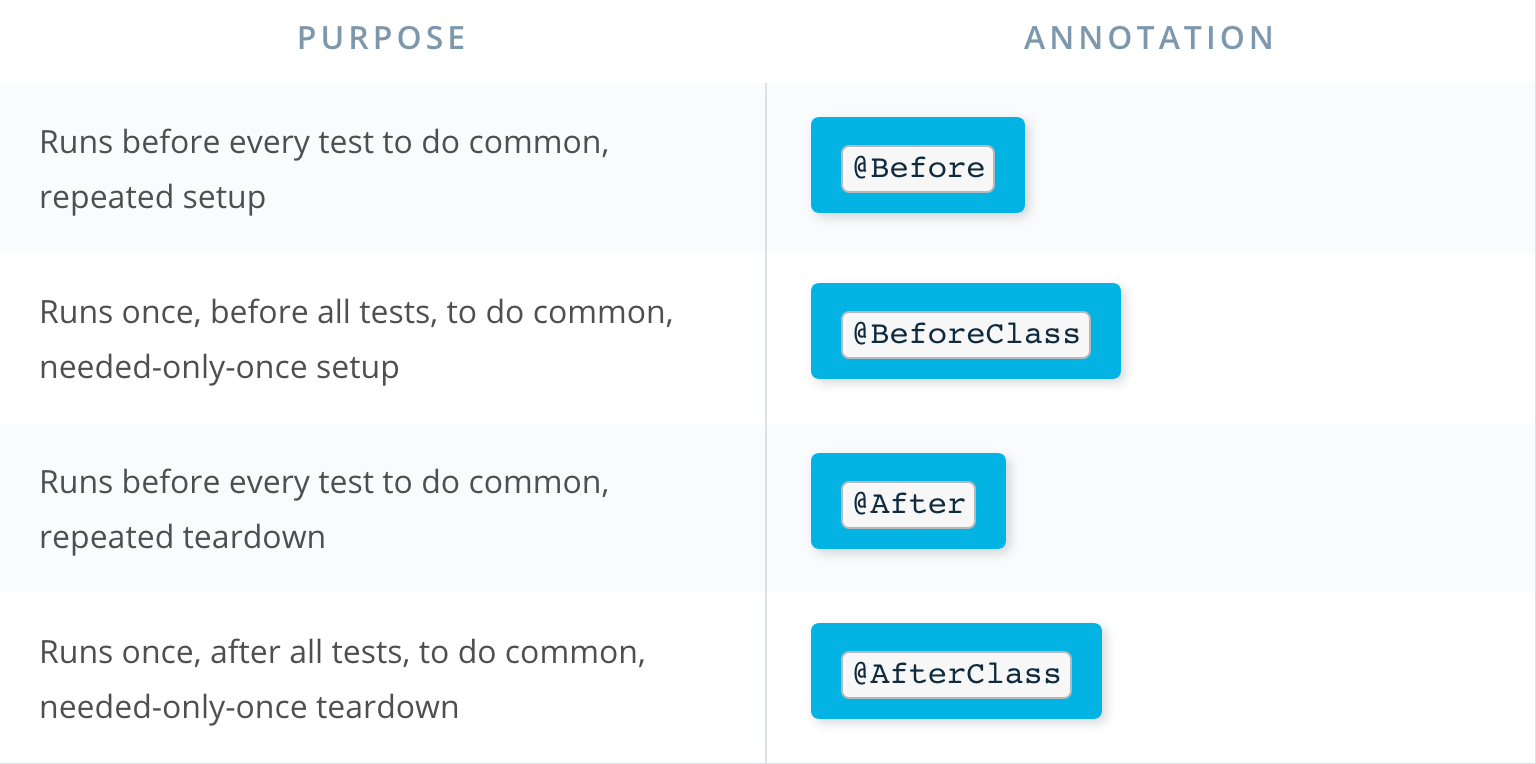 PURPOSE ANNOTATION
Runs before every test to do common,
repeated setup
@Before
Runs once, before all tests, to do common,
needed-only-once setup
@BeforeClass
Runs before every test to do common,
repeated teardown
@After
Runs once, after all tests, to do common,
needed-only-once teardown
@AfterClass